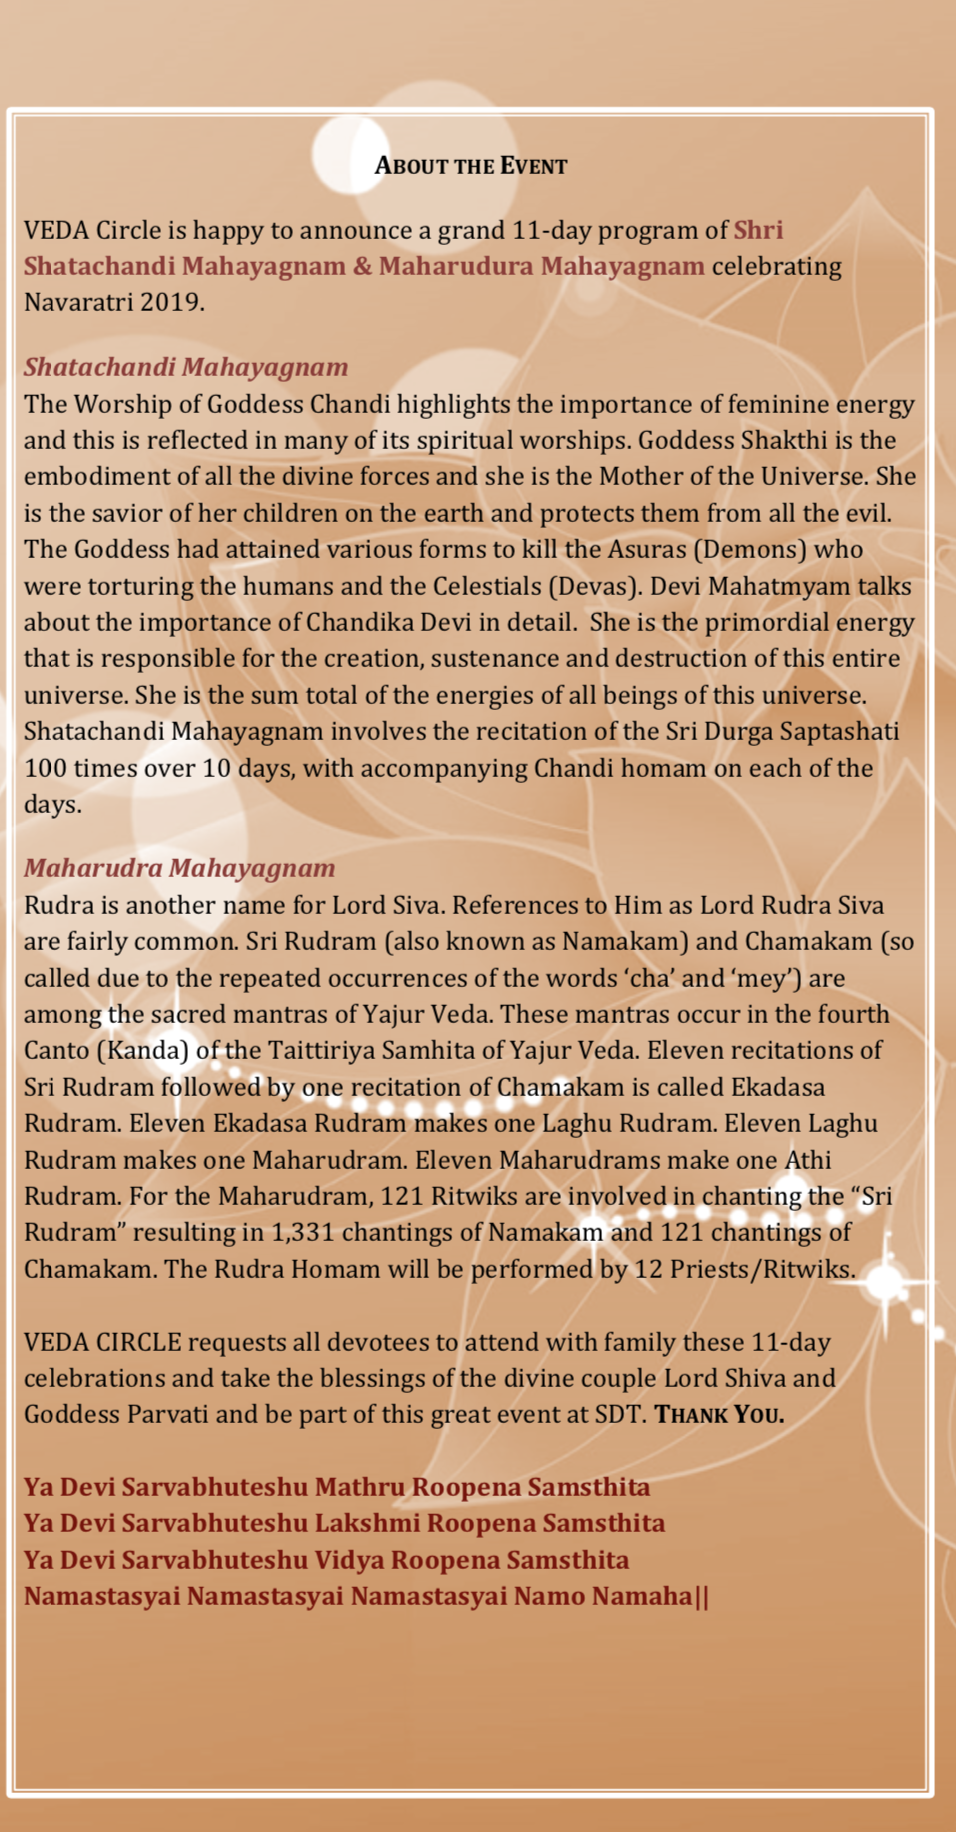 ABOUT THE EVENT
VEDA Circle is happy to announce a grand 11-day program of Shri
Shatachandi Mahayagnam & Maharudura Mahayagnam celebrating
Navaratri 2019.
Shatachandi Mahayagnam
The Worship of Goddess Chandi highlights the importance of feminine energy
and this is reflected in many of its spiritual worships. Goddess Shakthi is the
embodiment of all the divine forces and she is the Mother of the Universe. She
is the savior of her children on the earth and protects them from all the evil.
The Goddess had attained various forms to kill the Asuras (Demons) who
were torturing the humans and the Celestials (Devas). Devi Mahatmyam talks
about the importance of Chandika Devi in detail.  She is the primordial energy
that is responsible for the creation, sustenance and destruction of this entire
universe. She is the sum total of the energies of all beings of this universe.
Shatachandi Mahayagnam involves the recitation of the Sri Durga Saptashati
100 times over 10 days, with accompanying Chandi homam on each of the
days.
Maharudra Mahayagnam
Rudra is another name for Lord Siva. References to Him as Lord Rudra Siva
are fairly common. Sri Rudram (also known as Namakam) and Chamakam (so
called due to the repeated occurrences of the words ‘cha’ and ‘mey’) are
among the sacred mantras of Yajur Veda. These mantras occur in the fourth
Canto (Kanda) of the Taittiriya Samhita of Yajur Veda. Eleven recitations of
Sri Rudram followed by one recitation of Chamakam is called Ekadasa
Rudram. Eleven Ekadasa Rudram makes one Laghu Rudram. Eleven Laghu
Rudram makes one Maharudram. Eleven Maharudrams make one Athi
Rudram. For the Maharudram, 121 Ritwiks are involved in chanting the “Sri
Rudram” resulting in 1,331 chantings of Namakam and 121 chantings of
Chamakam. The Rudra Homam will be performed by 12 Priests/Ritwiks.
VEDA CIRCLE requests all devotees to attend with family these 11-day
celebrations and take the blessings of the divine couple Lord Shiva and
Goddess Parvati and be part of this great event at SDT. THANK YOU.
Ya Devi Sarvabhuteshu Mathru Roopena Samsthita
Ya Devi Sarvabhuteshu Lakshmi Roopena Samsthita
Ya Devi Sarvabhuteshu Vidya Roopena Samsthita
Namastasyai Namastasyai Namastasyai Namo Namaha||